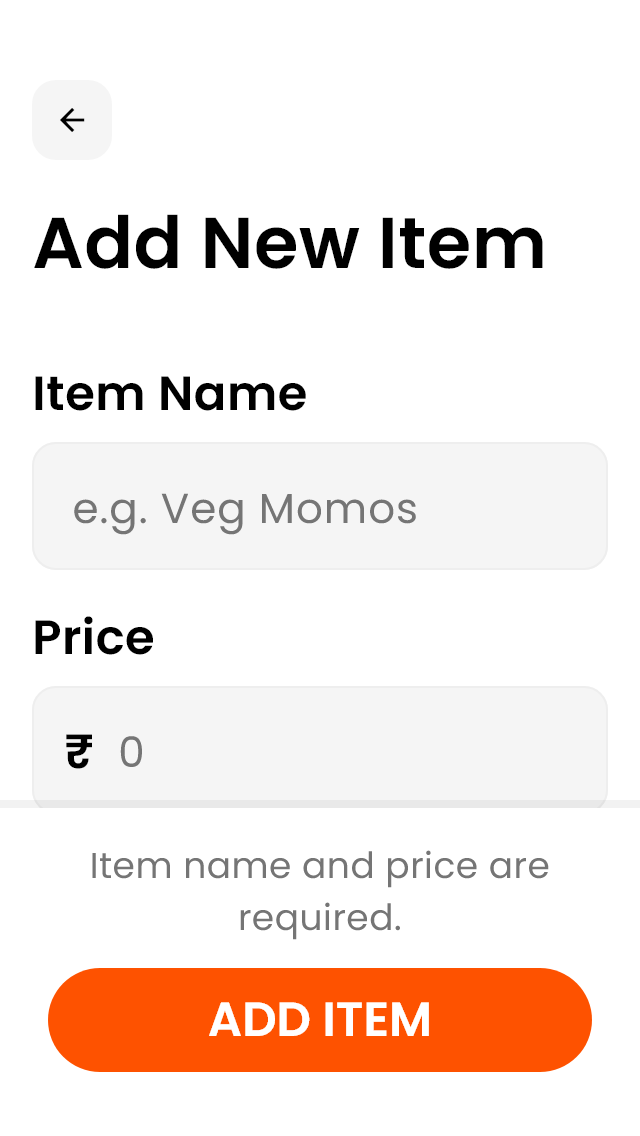 Add New Item
Item Name
e.g. Veg Momos
Price
₹ 0
Item name and price are
required.
ADD ITEM